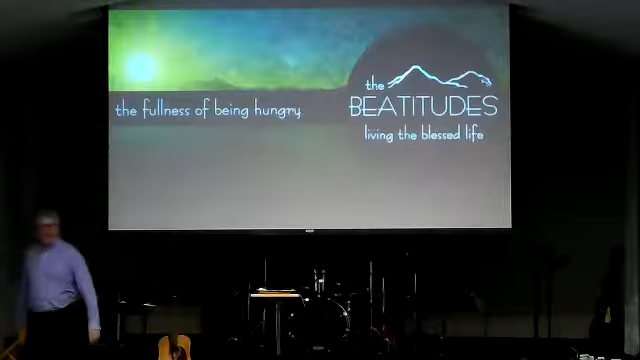 the fullness of being hungry
the
BEATITUDES
living the blessed life